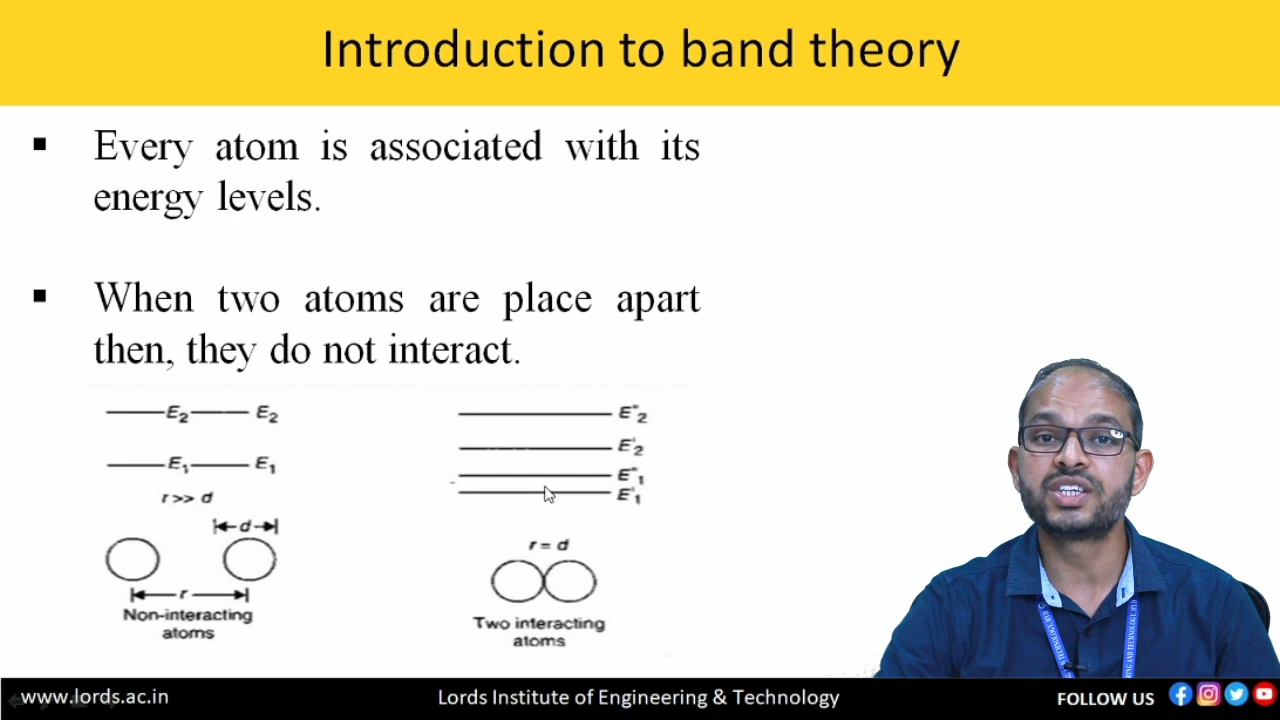 Introduction to band theory
▪ Every atom is associated with its
energy levels.
▪ When two atoms are place apart
then, they do not interact.
E₂ E₂
E₁ E₁
r>> d
d
r
Non-interacting
atoms
E"₂
E'₂
E"₁
E'₁
r= d
Two interacting
atoms
www.lords.ac.in
Lords Institute of Engineering & Technology
FOLLOW US